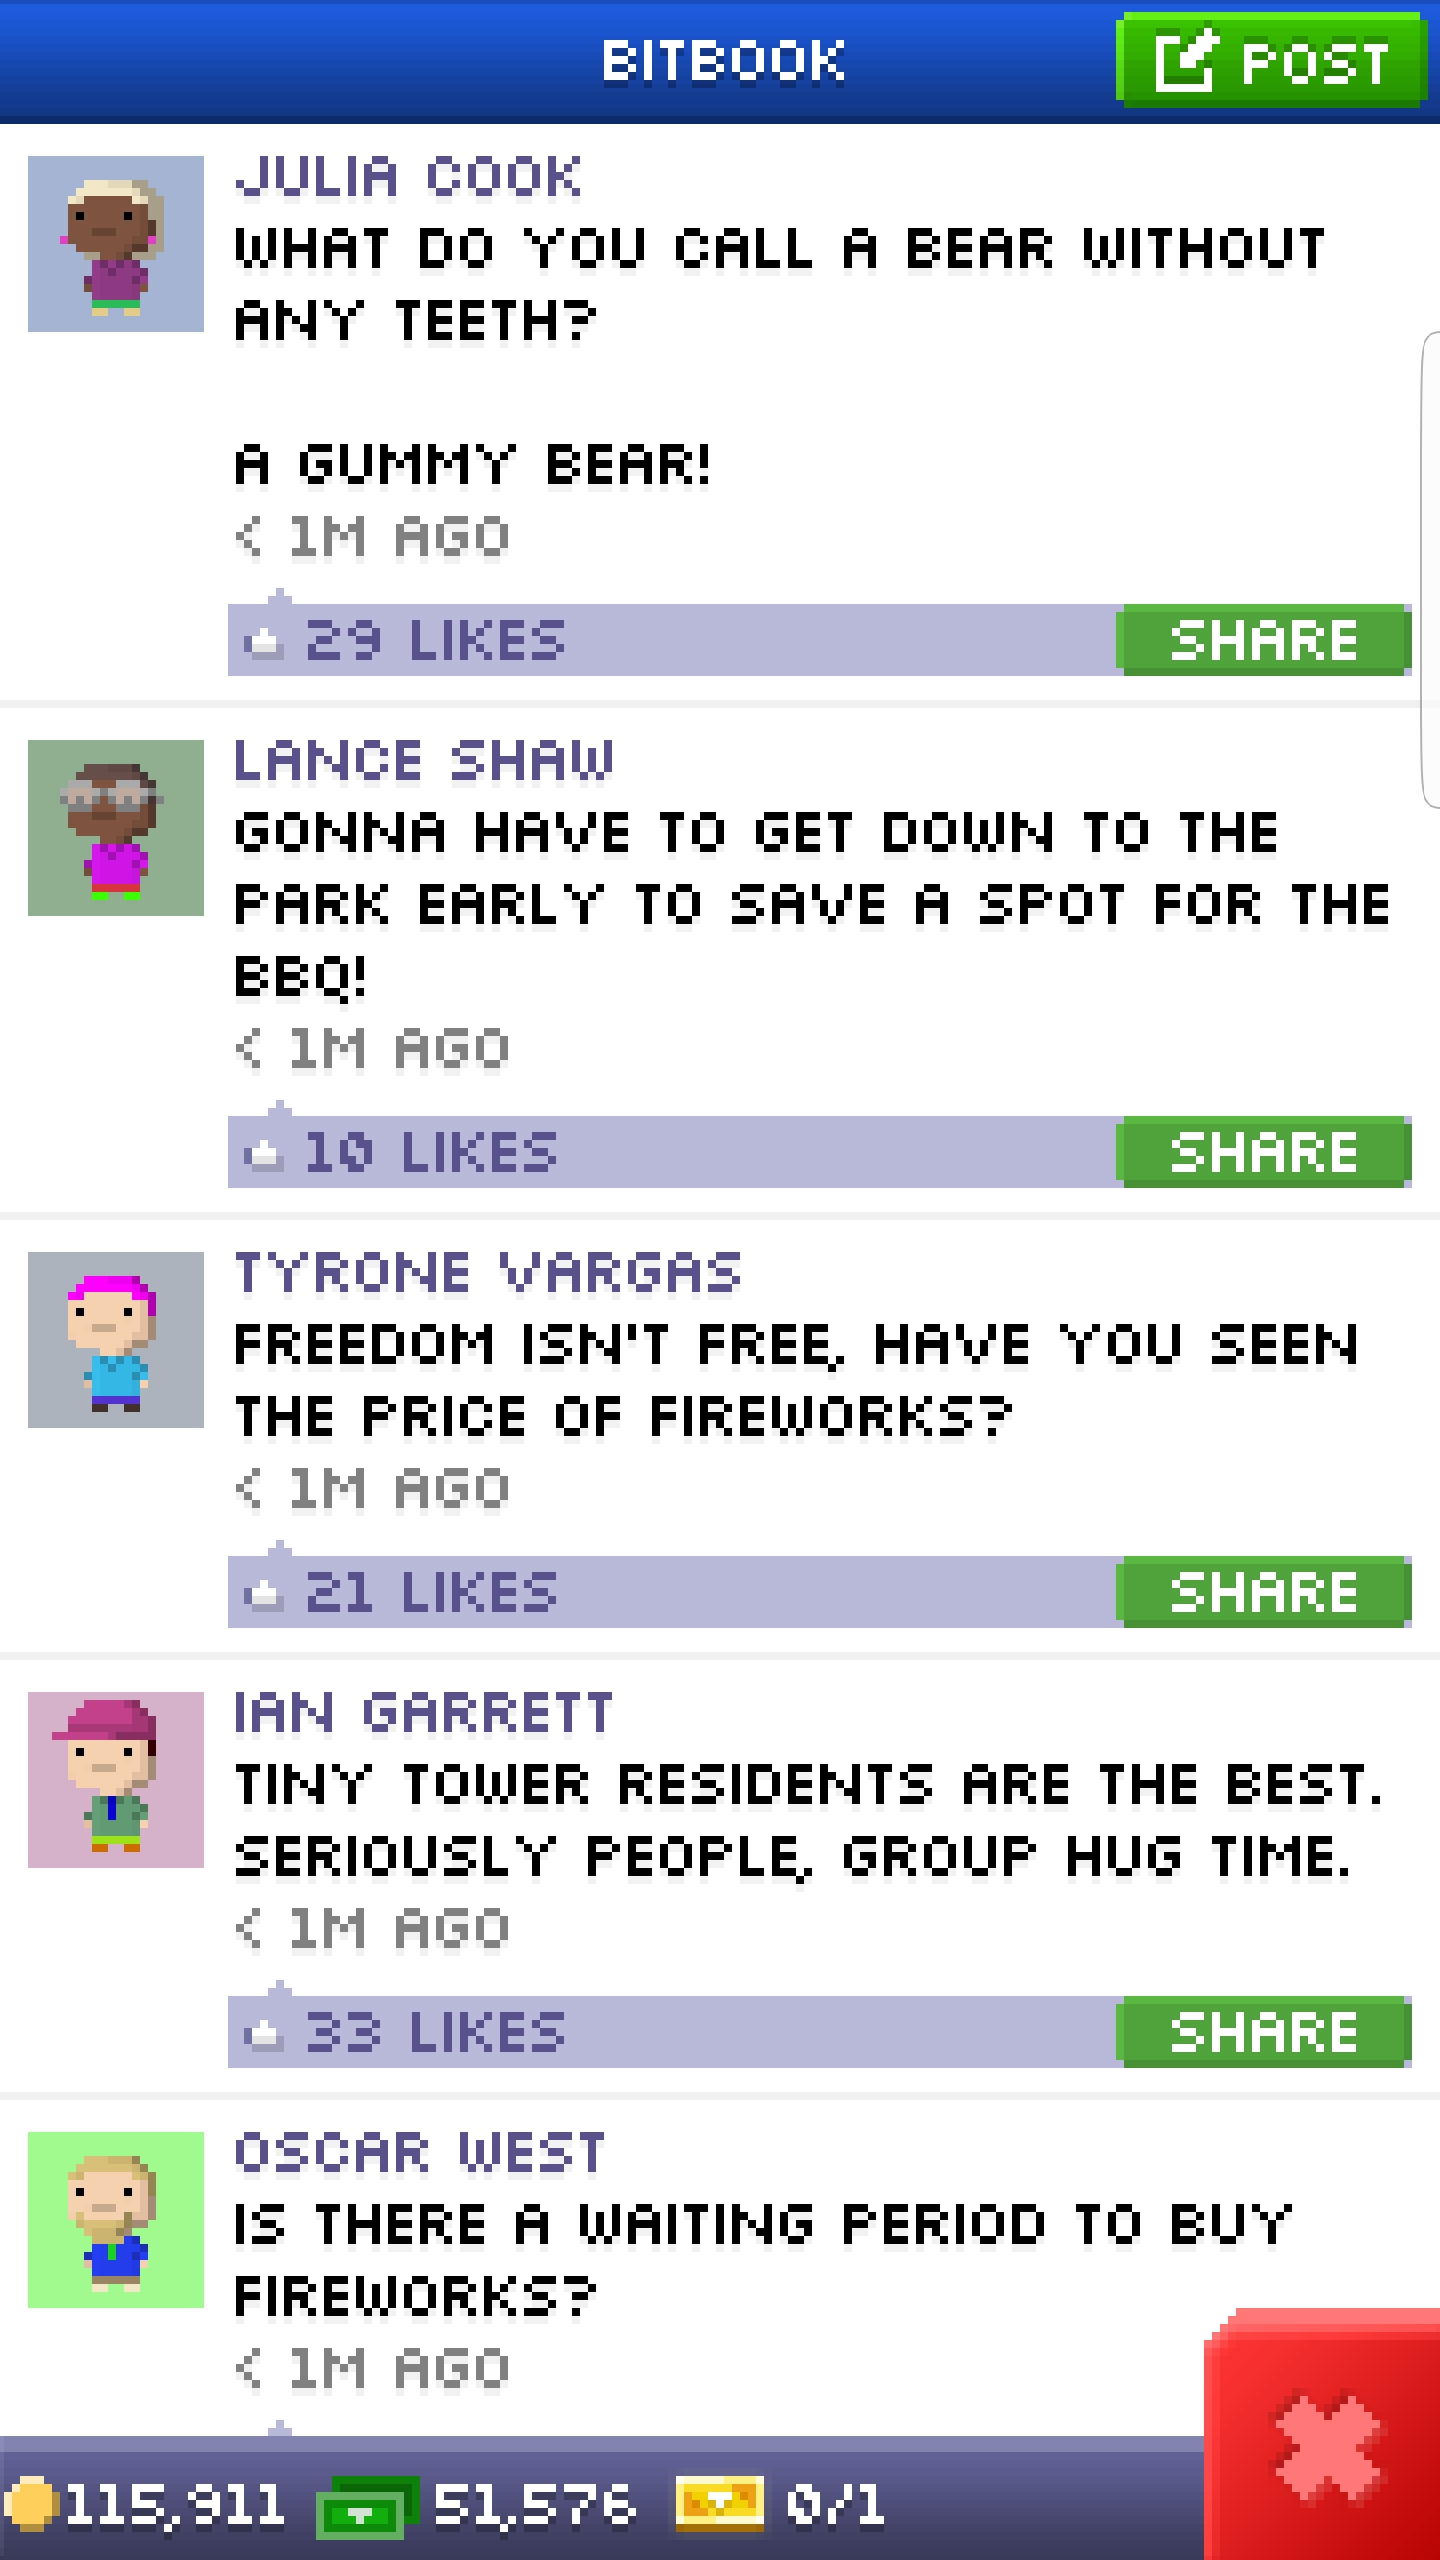 BITBOOK
POST
JULIA COOK
WHAT DO YOU CALL A BEAR WITHOUT
ANY TEETH?
A GUMMY BEAR!
< 1M AGO
29 LIKES
SHARE
LANCE SHAW
GONNA HAVE TO GET DOWN TO THE
PARK EARLY TO SAVE A SPOT FOR THE
BBQ!
< 1M AGO
10 LIKES
SHARE
TYRONE VARGAS
FREEDOM ISN'T FREE, HAVE YOU SEEN
THE PRICE OF FIREWORKS?
< 1M AGO
21 LIKES
SHARE
IAN GARRETT
TINY TOWER RESIDENTS ARE THE BEST.
SERIOUSLY PEOPLE, GROUP HUG TIME.
< 1M AGO
33 LIKES
SHARE
OSCAR WEST
IS THERE A WAITING PERIOD TO BUY
FIREWORKS?
< 1M AGO
115,911 51,576 0/1